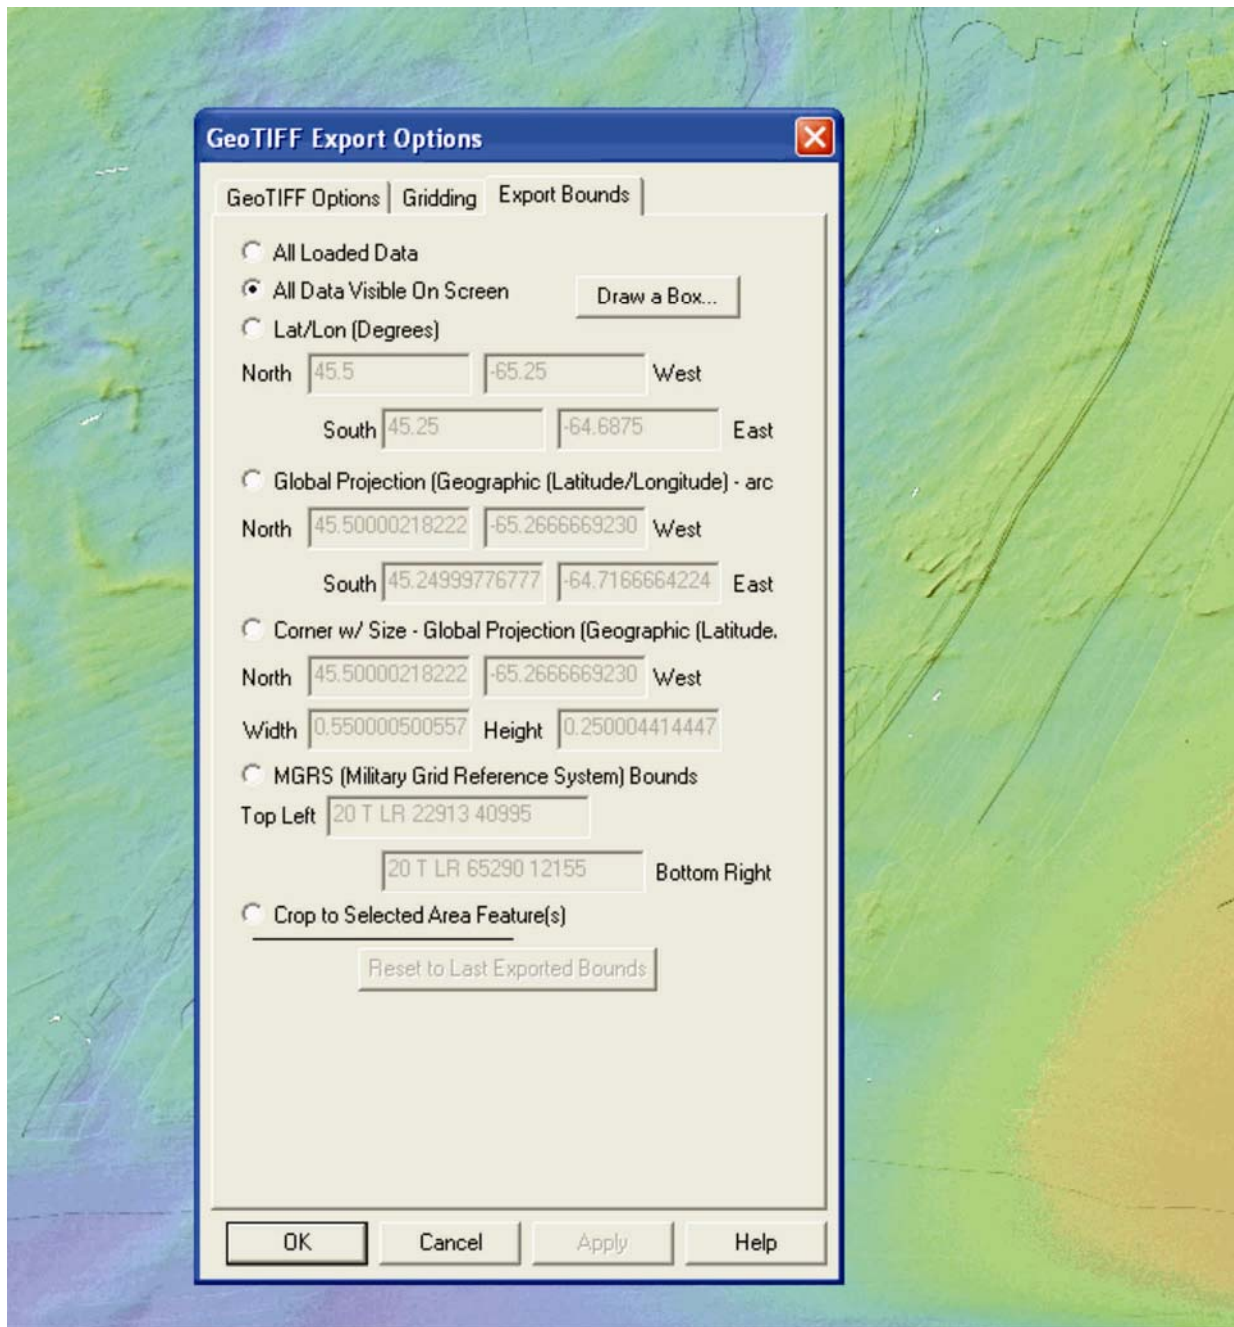 GeoTIFF Export Options
GeoTIFF Options Gridding Export Bounds
All Loaded Data
All Data Visible On Screen Draw a Box...
Lat/Lon (Degrees)
North 45.5 -65.25 West
South 45.25 -64.6875 East
Global Projection (Geographic (Latitude/Longitude) - arc
North 45.50000218222 -65.2666669230 West
South 45.24999776777 -64.7166664224 East
Corner w/ Size - Global Projection (Geographic (Latitude.
North 45.50000218222 -65.2666669230 West
Width 0.550000500557 Height 0.250004414447
MGRS (Military Grid Reference System) Bounds
Top Left 20 T LR 22913 40995
20 T LR 65290 12155 Bottom Right
Crop to Selected Area Feature(s)
Reset to Last Exported Bounds
OK Cancel Apply Help